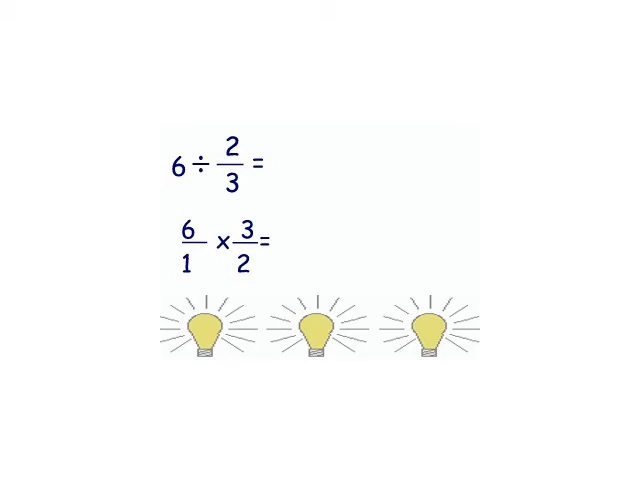 6 ÷ 2/3 =
6/1 x 3/2 =